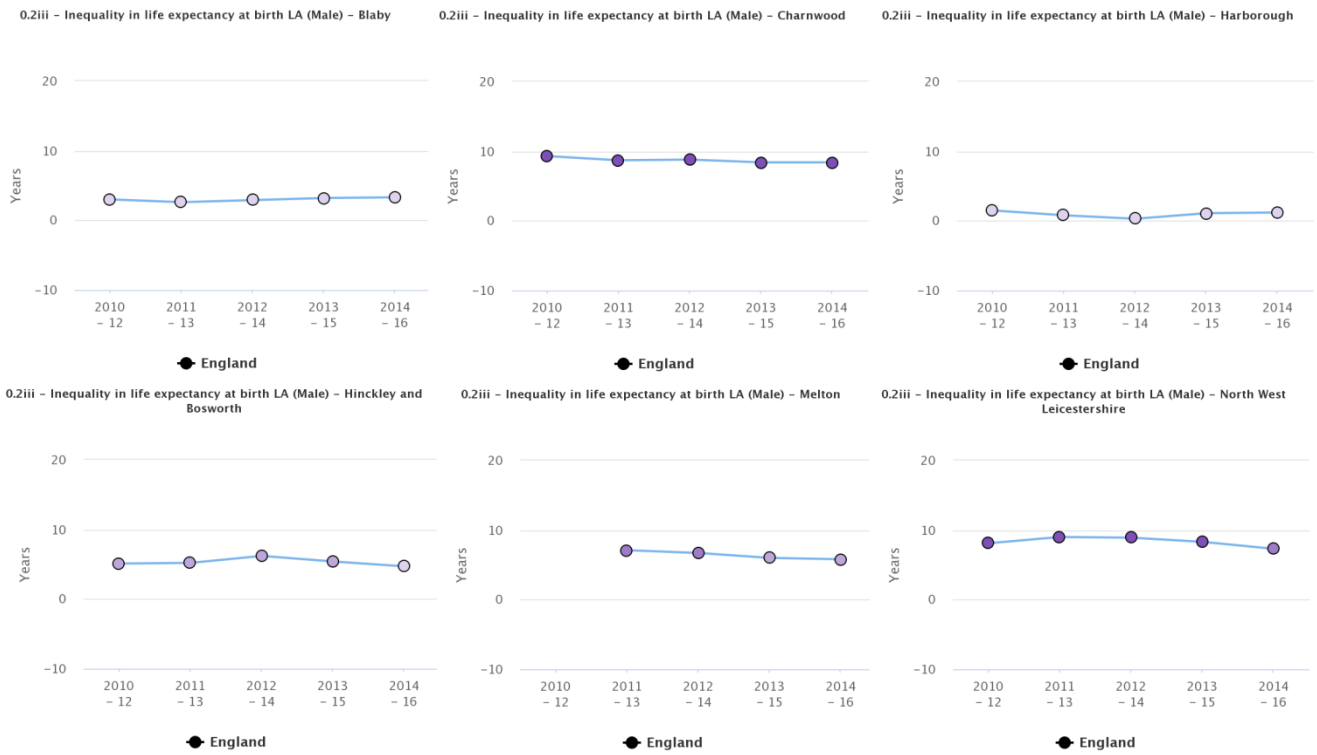 0.2iii – Inequality in life expectancy at birth LA (Male) – Blaby
20
10
0
−10
Years
2010 – 12
2011 – 13
2012 – 14
2013 – 15
2014 – 16
England
0.2iii – Inequality in life expectancy at birth LA (Male) – Charnwood
20
10
0
−10
Years
2010 – 12
2011 – 13
2012 – 14
2013 – 15
2014 – 16
England
0.2iii – Inequality in life expectancy at birth LA (Male) – Harborough
20
10
0
−10
Years
2010 – 12
2011 – 13
2012 – 14
2013 – 15
2014 – 16
England
0.2iii – Inequality in life expectancy at birth LA (Male) – Hinckley and
Bosworth
20
10
0
−10
Years
2010 – 12
2011 – 13
2012 – 14
2013 – 15
2014 – 16
England
0.2iii – Inequality in life expectancy at birth LA (Male) – Melton
20
10
0
−10
Years
2010 – 12
2011 – 13
2012 – 14
2013 – 15
2014 – 16
England
0.2iii – Inequality in life expectancy at birth LA (Male) – North West
Leicestershire
20
10
0
−10
Years
2010 – 12
2011 – 13
2012 – 14
2013 – 15
2014 – 16
England